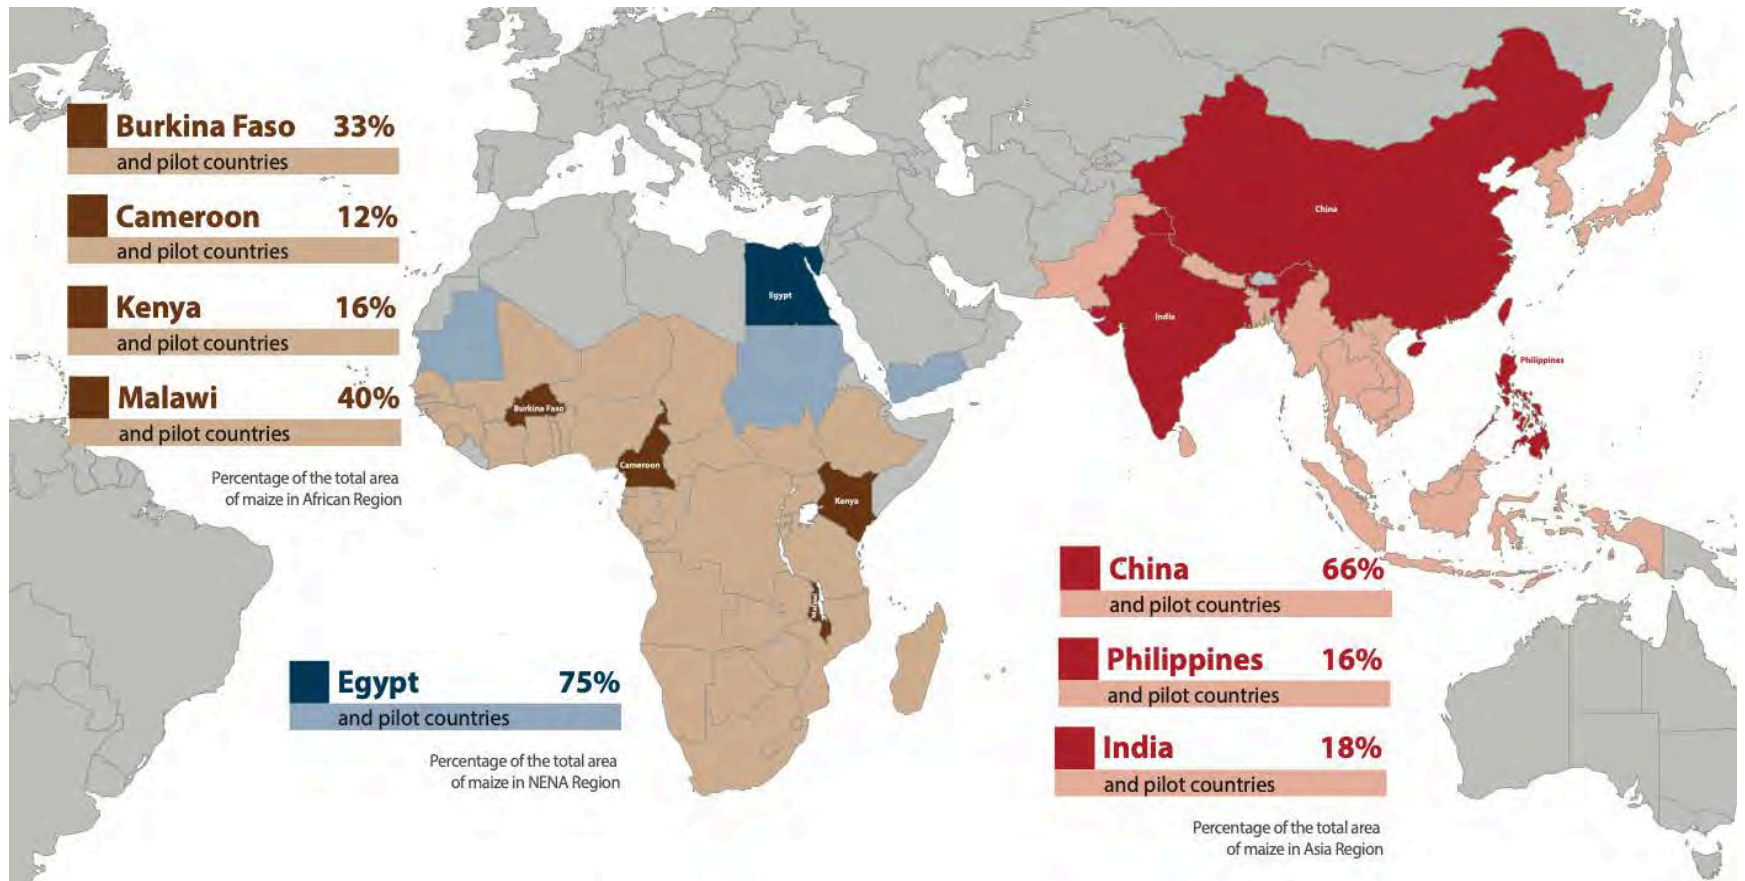 Burkina Faso 33%
and pilot countries
Cameroon 12%
and pilot countries
Kenya 16%
and pilot countries
Malawi 40%
and pilot countries
Percentage of the total area
of maize in African Region
Egypt 75%
and pilot countries
Percentage of the total area
of maize in NENA Region
China 66%
and pilot countries
Philippines 16%
and pilot countries
India 18%
and pilot countries
Percentage of the total area
of maize in Asia Region
China
Egypt
India
Philippines
Burkina Faso
Cameroon
Kenya
Malawi